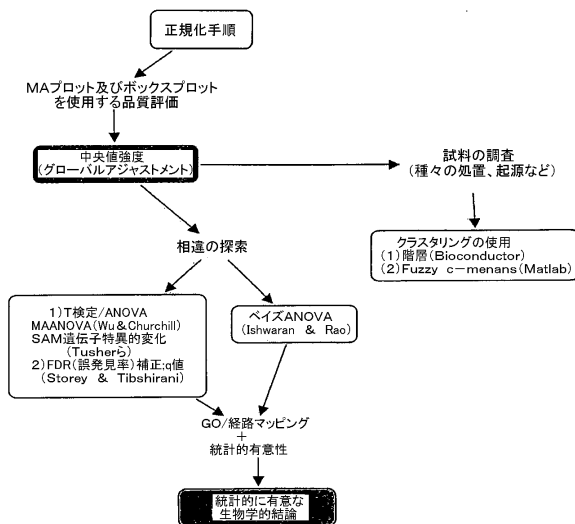 正規化手順
MAプロット及びボックスプロット
を使用する品質評価
中央値強度
(グローバルアジャストメント)
試料の調査
(種々の処置、起源など)
クラスタリングの使用
(1)階層(Bioconductor)
(2)Fuzzy c-menans(Matlab)
相違の探索
1)T検定/ANOVA
MAANOVA(Wu&Churchill)
SAM遺伝子特異的変化
(Tusherら)
2)FDR(誤発見率)補正;q値
(Storey & Tibshirani)
ベイズANOVA
(Ishwaran & Rao)
GO/経路マッピング
+
統計的有意性
統計的に有意な
生物学的結論